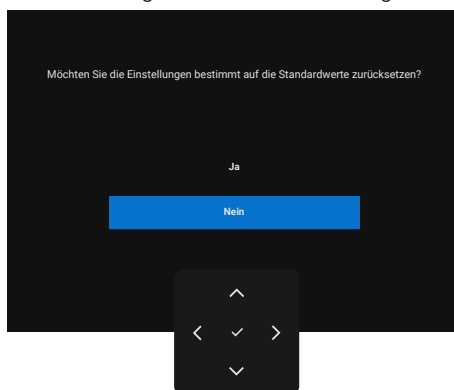 Möchten Sie die Einstellungen bestimmt auf die Standardwerte zurücksetzen?
Ja
Nein